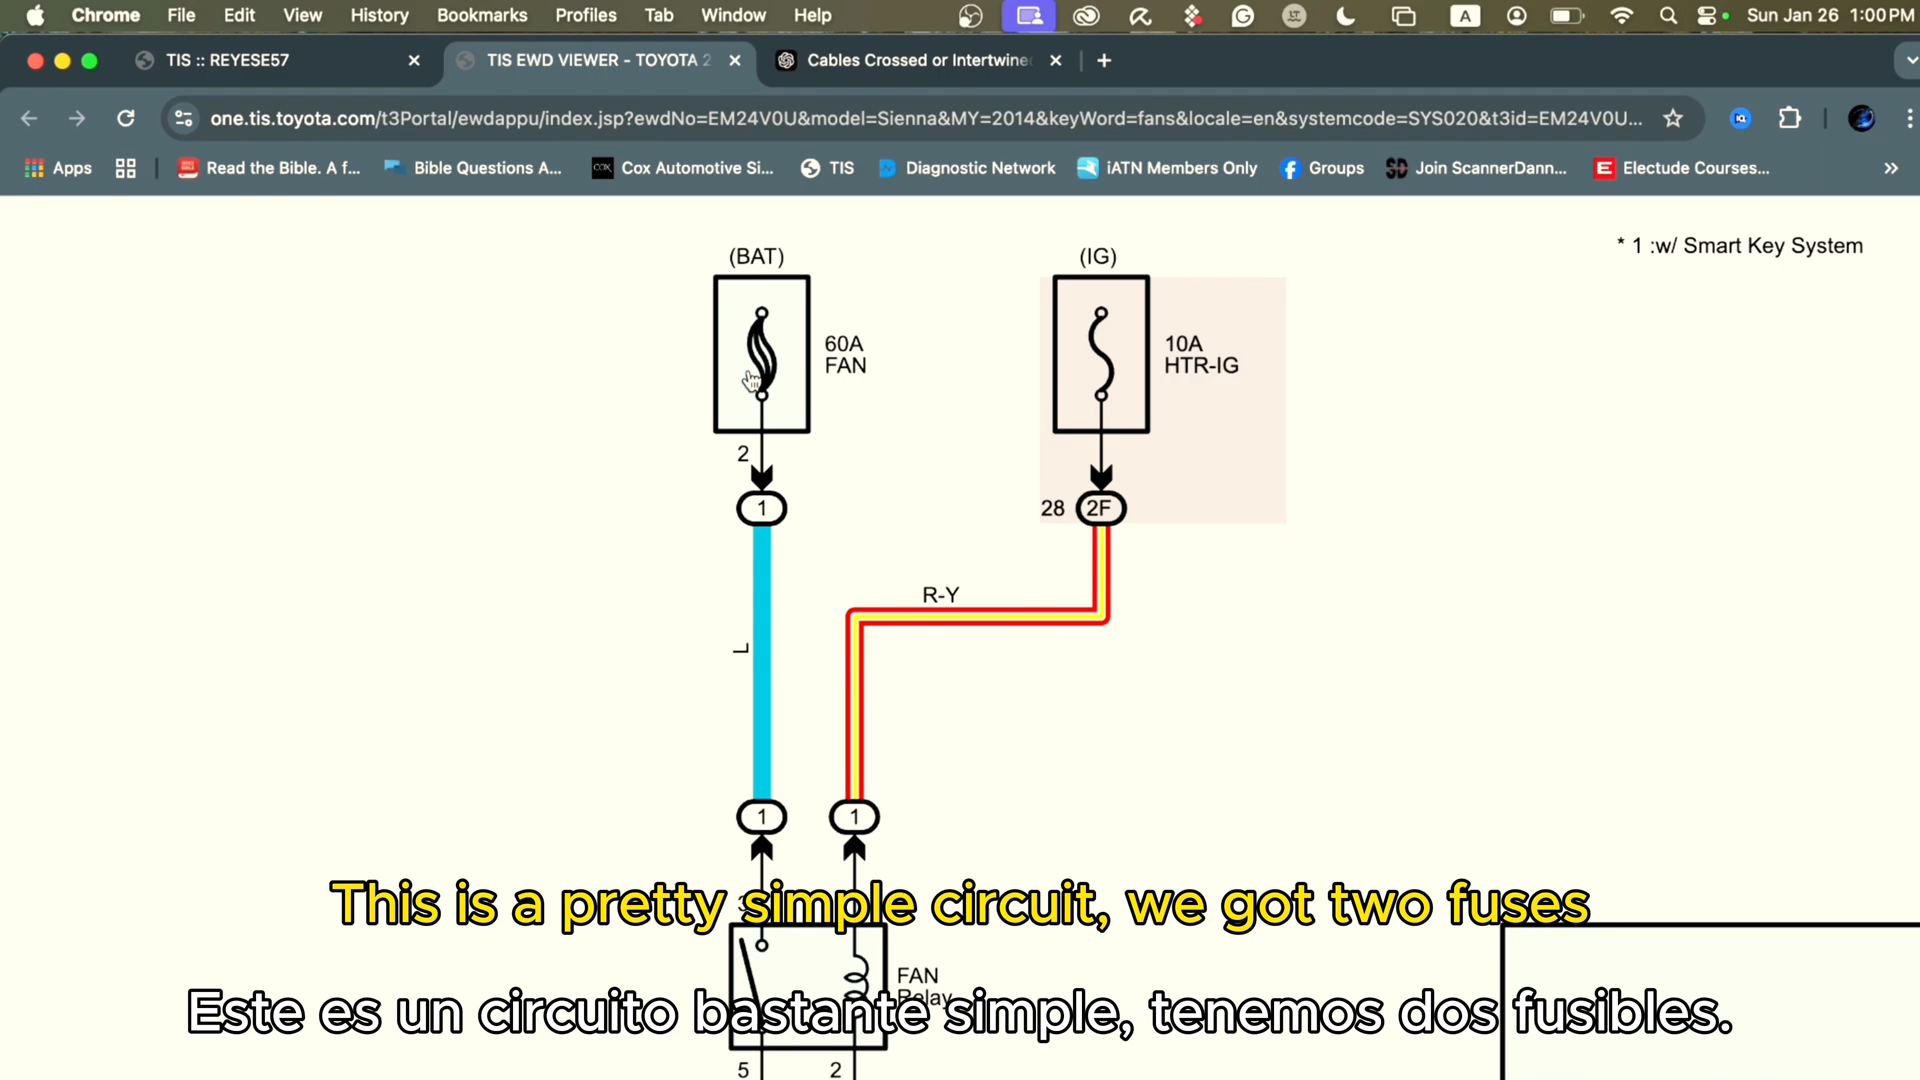 Chrome File Edit View History Bookmarks Profiles Tab Window Help A Sun Jan 26 1:00 PM
TIS :: REYESE57 TIS EWD VIEWER - TOYOTA 2 Cables Crossed or Intertwine
one.tis.toyota.com/t3Portal/ewdappu/index.jsp?ewdNo=EM24V0U&model=Sienna&MY=2014&keyWord=fans&locale=en&systemcode=SYS020&t3id=EM24V0U...
Apps Read the Bible. A f... Bible Questions A... COX Cox Automotive Si... TIS Diagnostic Network iATN Members Only Groups SD Join ScannerDann... E Electude Courses...
* 1 :w/ Smart Key System
(BAT) (IG)
60A
FAN
10A
HTR-IG
2
1
28 2F
R-Y
L
1 1
This is a pretty simple circuit, we got two fuses
FAN
Relay
Este es un circuito bastante simple, tenemos dos fusibles.
5 2